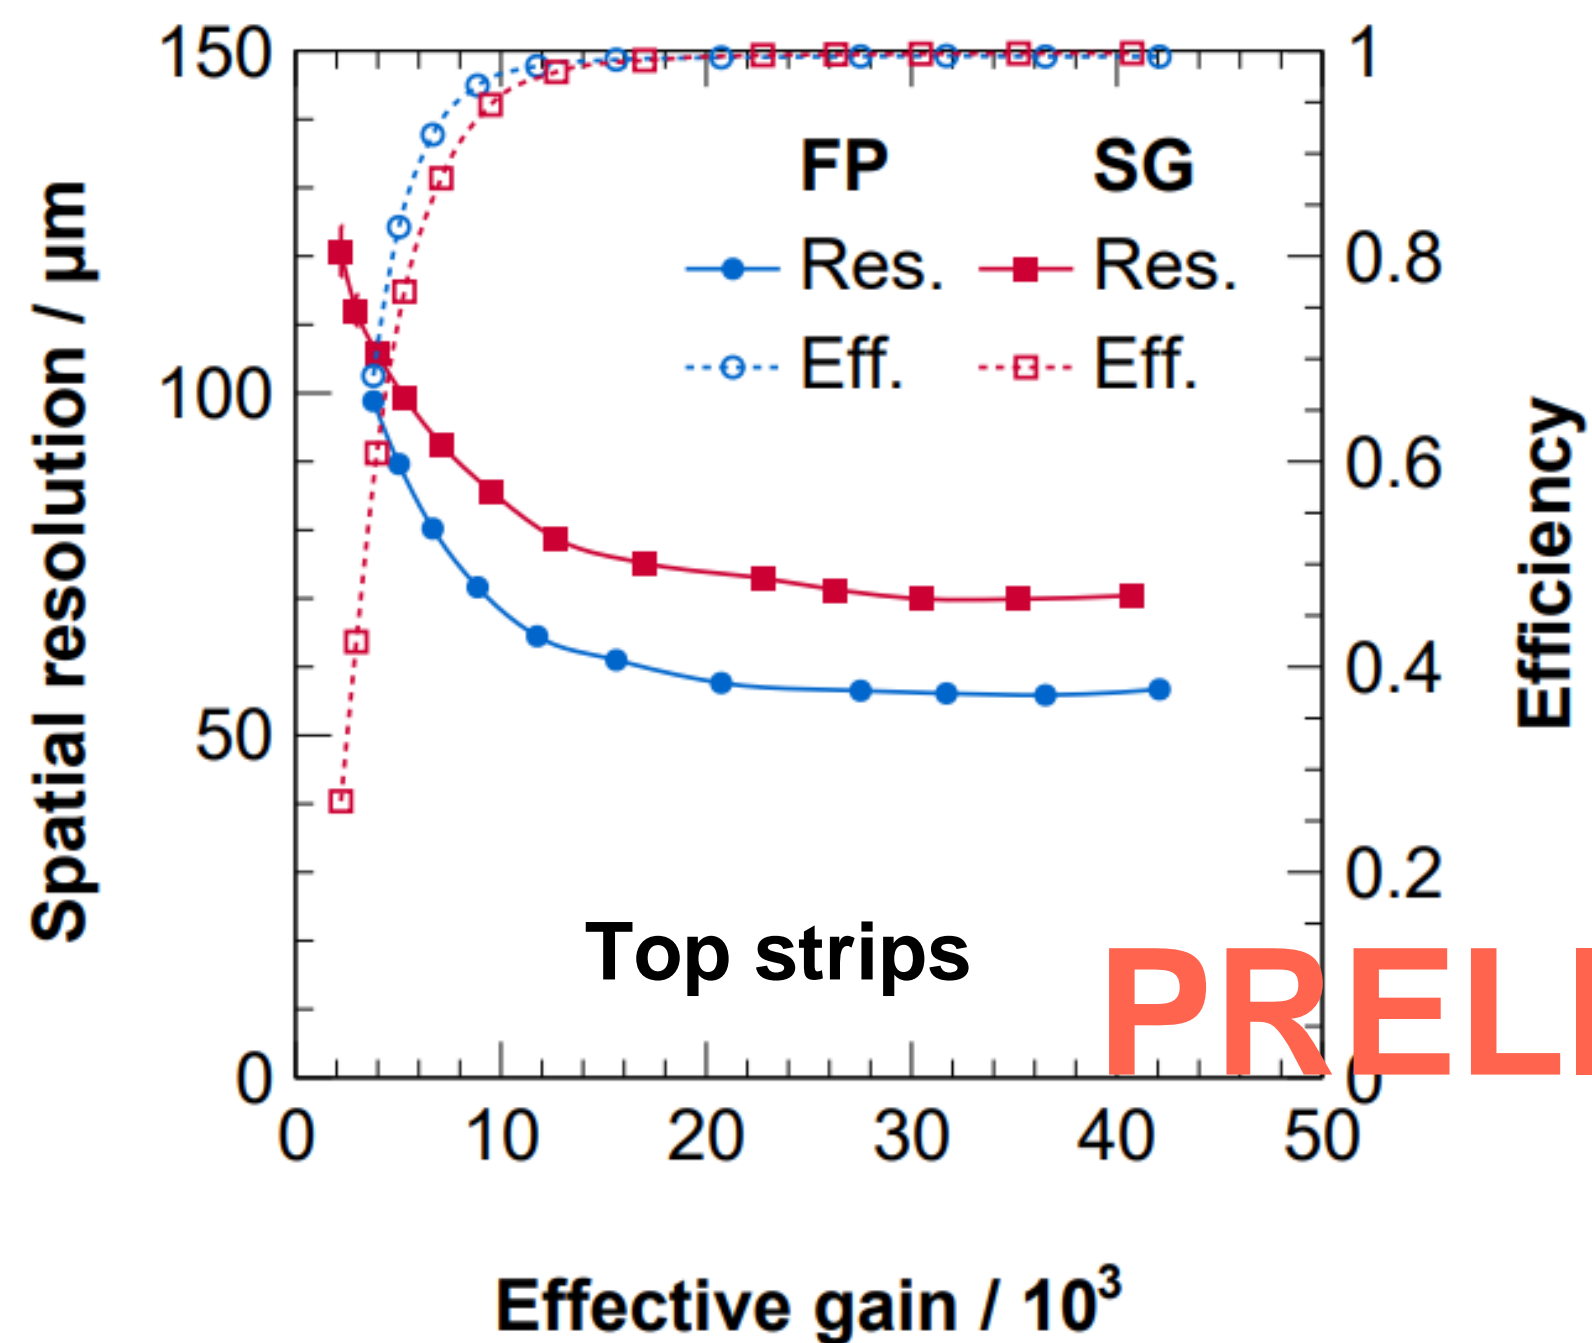 150
1
FP SG
Res. Res.
0.8
Eff. Eff.
100
0.6
Spatial resolution / µm
Efficiency
50
0.4
0.2
Top strips
PRELI
0
0
0 10 20 30 40 50
Effective gain / 10³